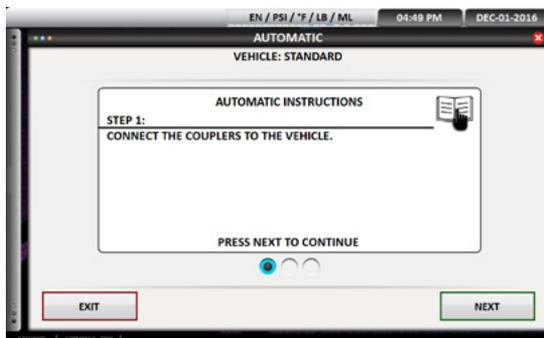 EN / PSI / °F / LB / ML
04:49 PM
DEC-01-2016
AUTOMATIC
VEHICLE: STANDARD
AUTOMATIC INSTRUCTIONS
STEP 1:
CONNECT THE COUPLERS TO THE VEHICLE.
PRESS NEXT TO CONTINUE
EXIT
NEXT